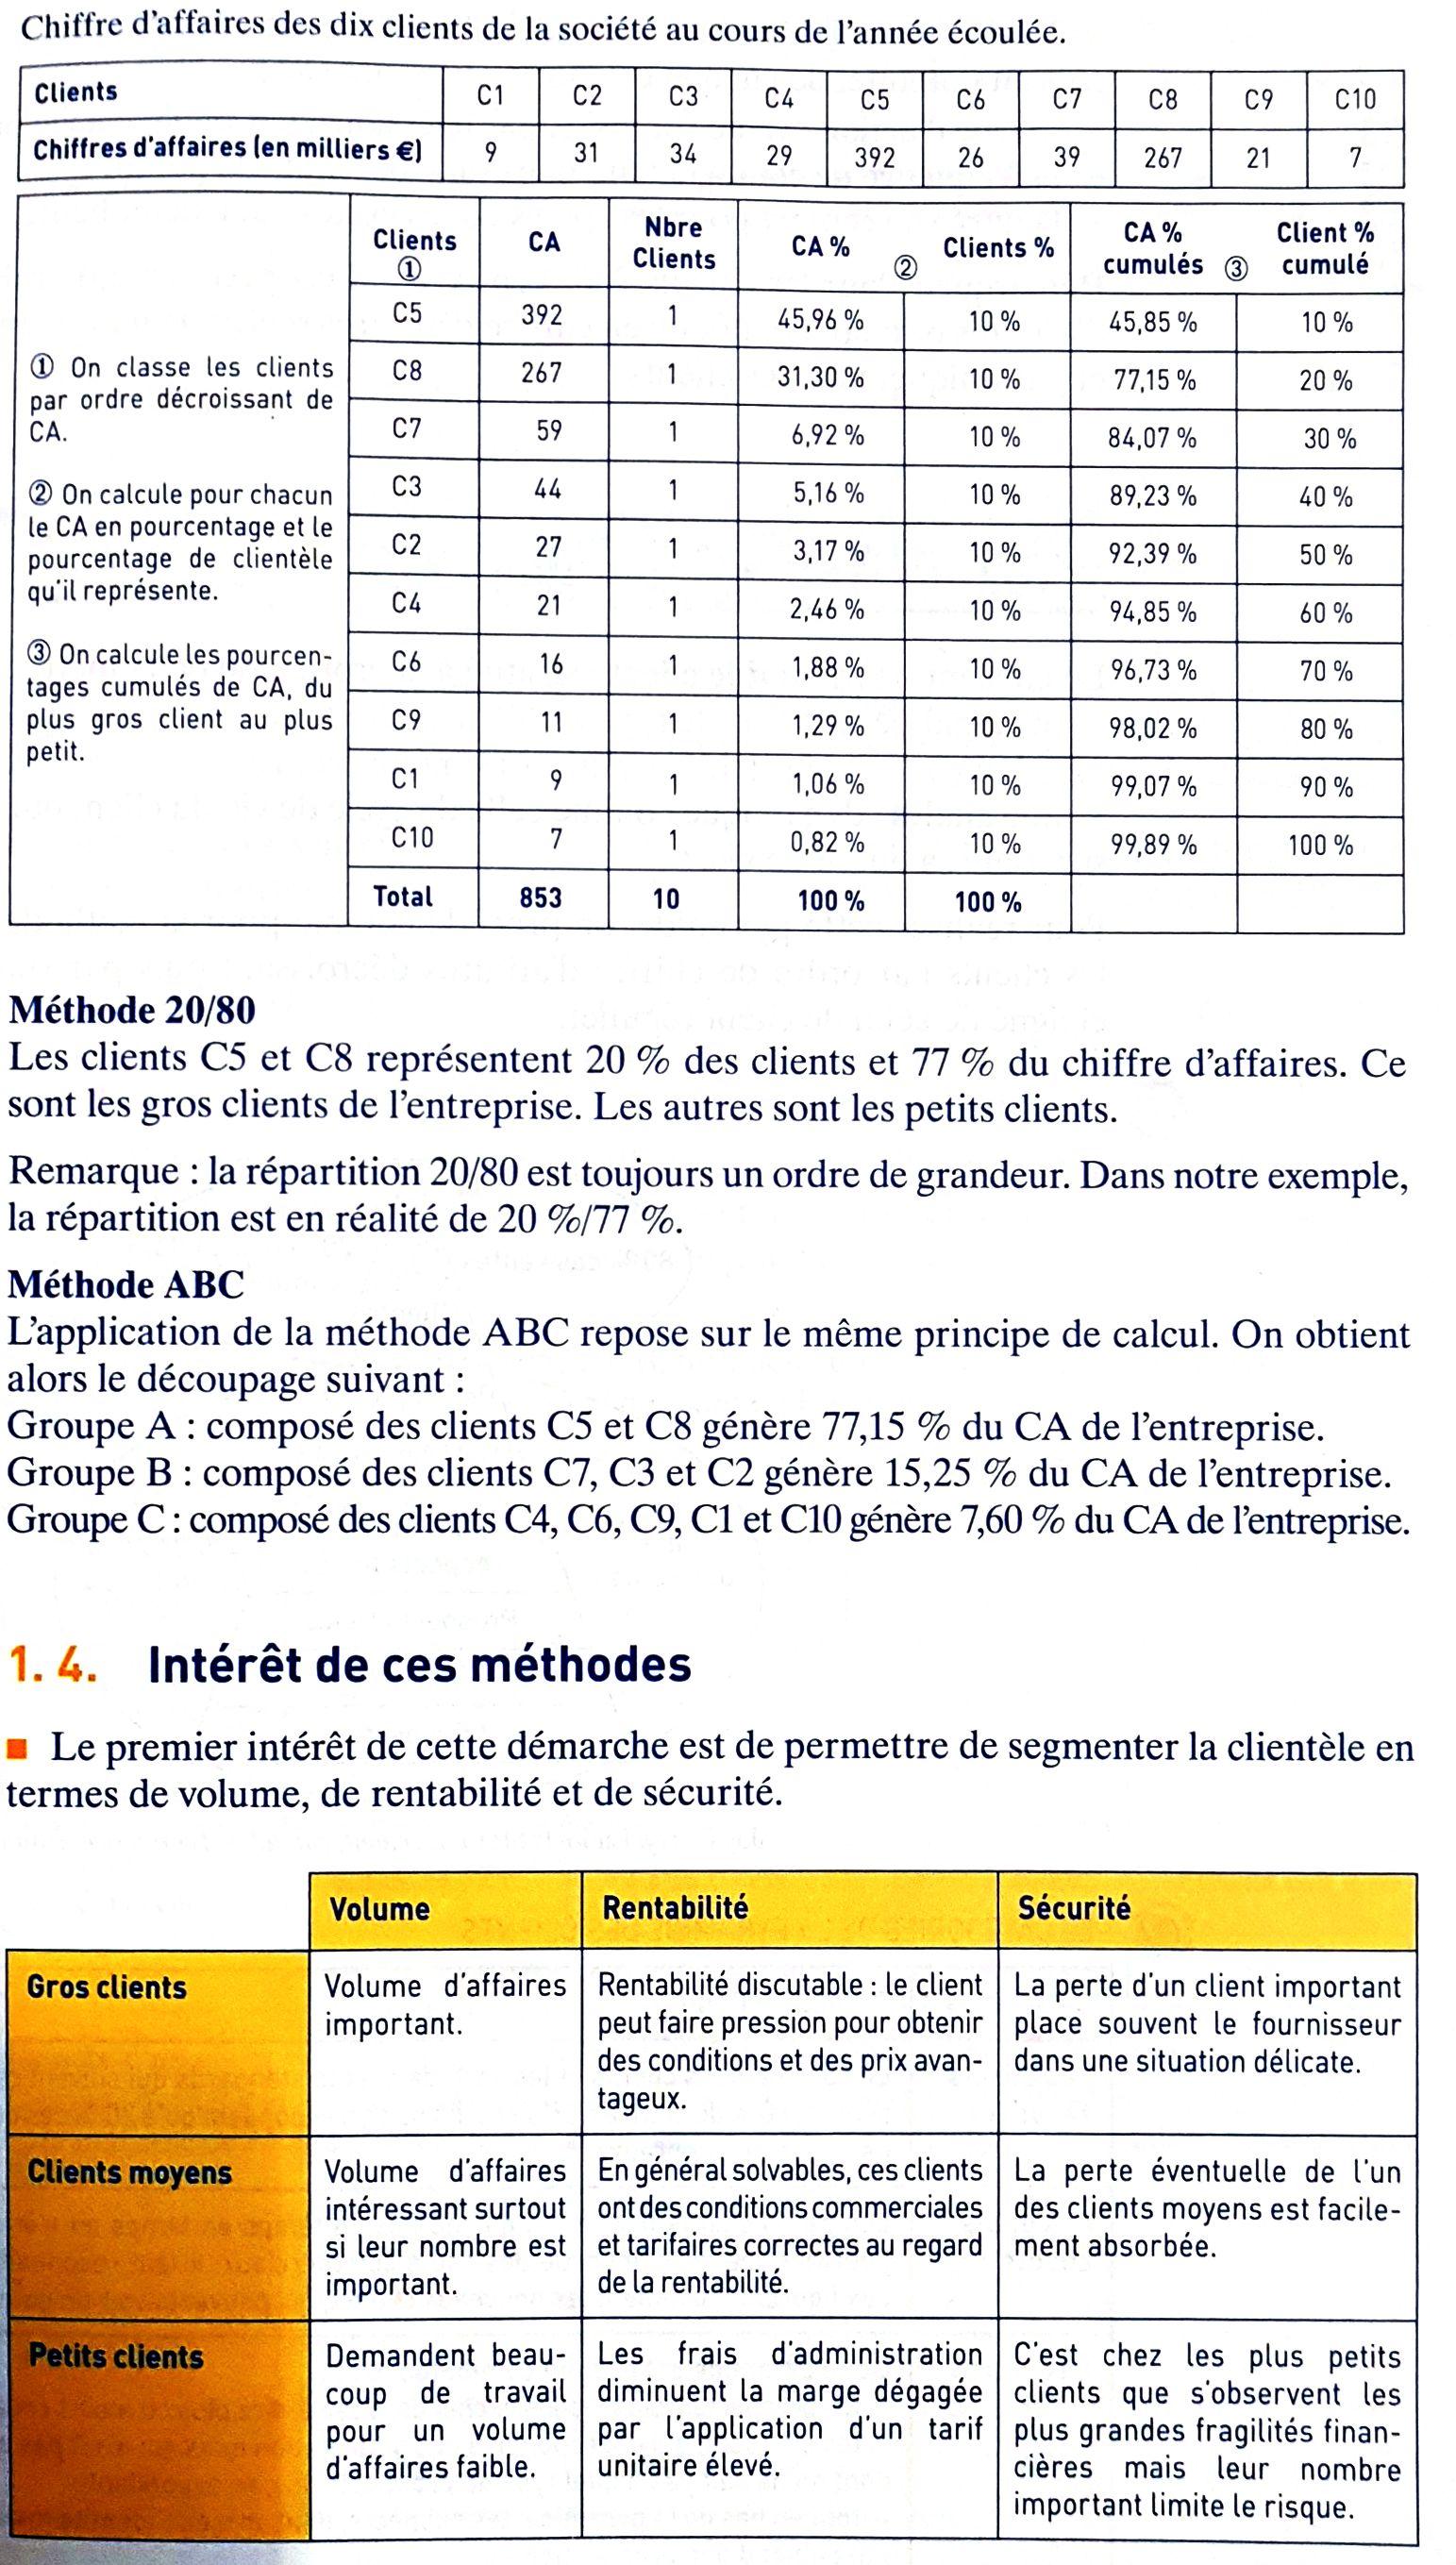 Chiffre d'affaires des dix clients de la société au cours de l'année écoulée.
Clients C1 C2 C3 C4 C5 C6 C7 C8 C9 C10
Chiffres d'affaires (en milliers €) 9 31 34 29 392 26 39 267 21 7
Clients ① CA Nbre Clients CA % ② Clients % CA % cumulés ③ Client % cumulé
① On classe les clients
par ordre décroissant de
CA.
② On calcule pour chacun
le CA en pourcentage et le
pourcentage de clientèle
qu'il représente.
③ On calcule les pourcen-
tages cumulés de CA, du
plus gros client au plus
petit.
C5 392 1 45,96 % 10 % 45,85 % 10 %
C8 267 1 31,30 % 10 % 77,15 % 20 %
C7 59 1 6,92 % 10 % 84,07 % 30 %
C3 44 1 5,16 % 10 % 89,23 % 40 %
C2 27 1 3,17 % 10 % 92,39 % 50 %
C4 21 1 2,46 % 10 % 94,85 % 60 %
C6 16 1 1,88 % 10 % 96,73 % 70 %
C9 11 1 1,29 % 10 % 98,02 % 80 %
C1 9 1 1,06 % 10 % 99,07 % 90 %
C10 7 1 0,82 % 10 % 99,89 % 100 %
Total 853 10 100 % 100 %
Méthode 20/80
Les clients C5 et C8 représentent 20 % des clients et 77 % du chiffre d'affaires. Ce
sont les gros clients de l'entreprise. Les autres sont les petits clients.
Remarque : la répartition 20/80 est toujours un ordre de grandeur. Dans notre exemple,
la répartition est en réalité de 20 %/77 %.
Méthode ABC
L'application de la méthode ABC repose sur le même principe de calcul. On obtient
alors le découpage suivant :
Groupe A : composé des clients C5 et C8 génère 77,15 % du CA de l'entreprise.
Groupe B : composé des clients C7, C3 et C2 génère 15,25 % du CA de l'entreprise.
Groupe C : composé des clients C4, C6, C9, C1 et C10 génère 7,60 % du CA de l'entreprise.
1. 4. Intérêt de ces méthodes
■ Le premier intérêt de cette démarche est de permettre de segmenter la clientèle en
termes de volume, de rentabilité et de sécurité.
Volume Rentabilité Sécurité
Gros clients
Volume d'affaires
important.
Rentabilité discutable : le client
peut faire pression pour obtenir
des conditions et des prix avan-
tageux.
La perte d'un client important
place souvent le fournisseur
dans une situation délicate.
Clients moyens
Volume d'affaires
intéressant surtout
si leur nombre est
important.
En général solvables, ces clients
ont des conditions commerciales
et tarifaires correctes au regard
de la rentabilité.
La perte éventuelle de l'un
des clients moyens est facile-
ment absorbée.
Petits clients
Demandent beau-
coup de travail
pour un volume
d'affaires faible.
Les frais d'administration
diminuent la marge dégagée
par l'application d'un tarif
unitaire élevé.
C'est chez les plus petits
clients que s'observent les
plus grandes fragilités finan-
cières mais leur nombre
important limite le risque.